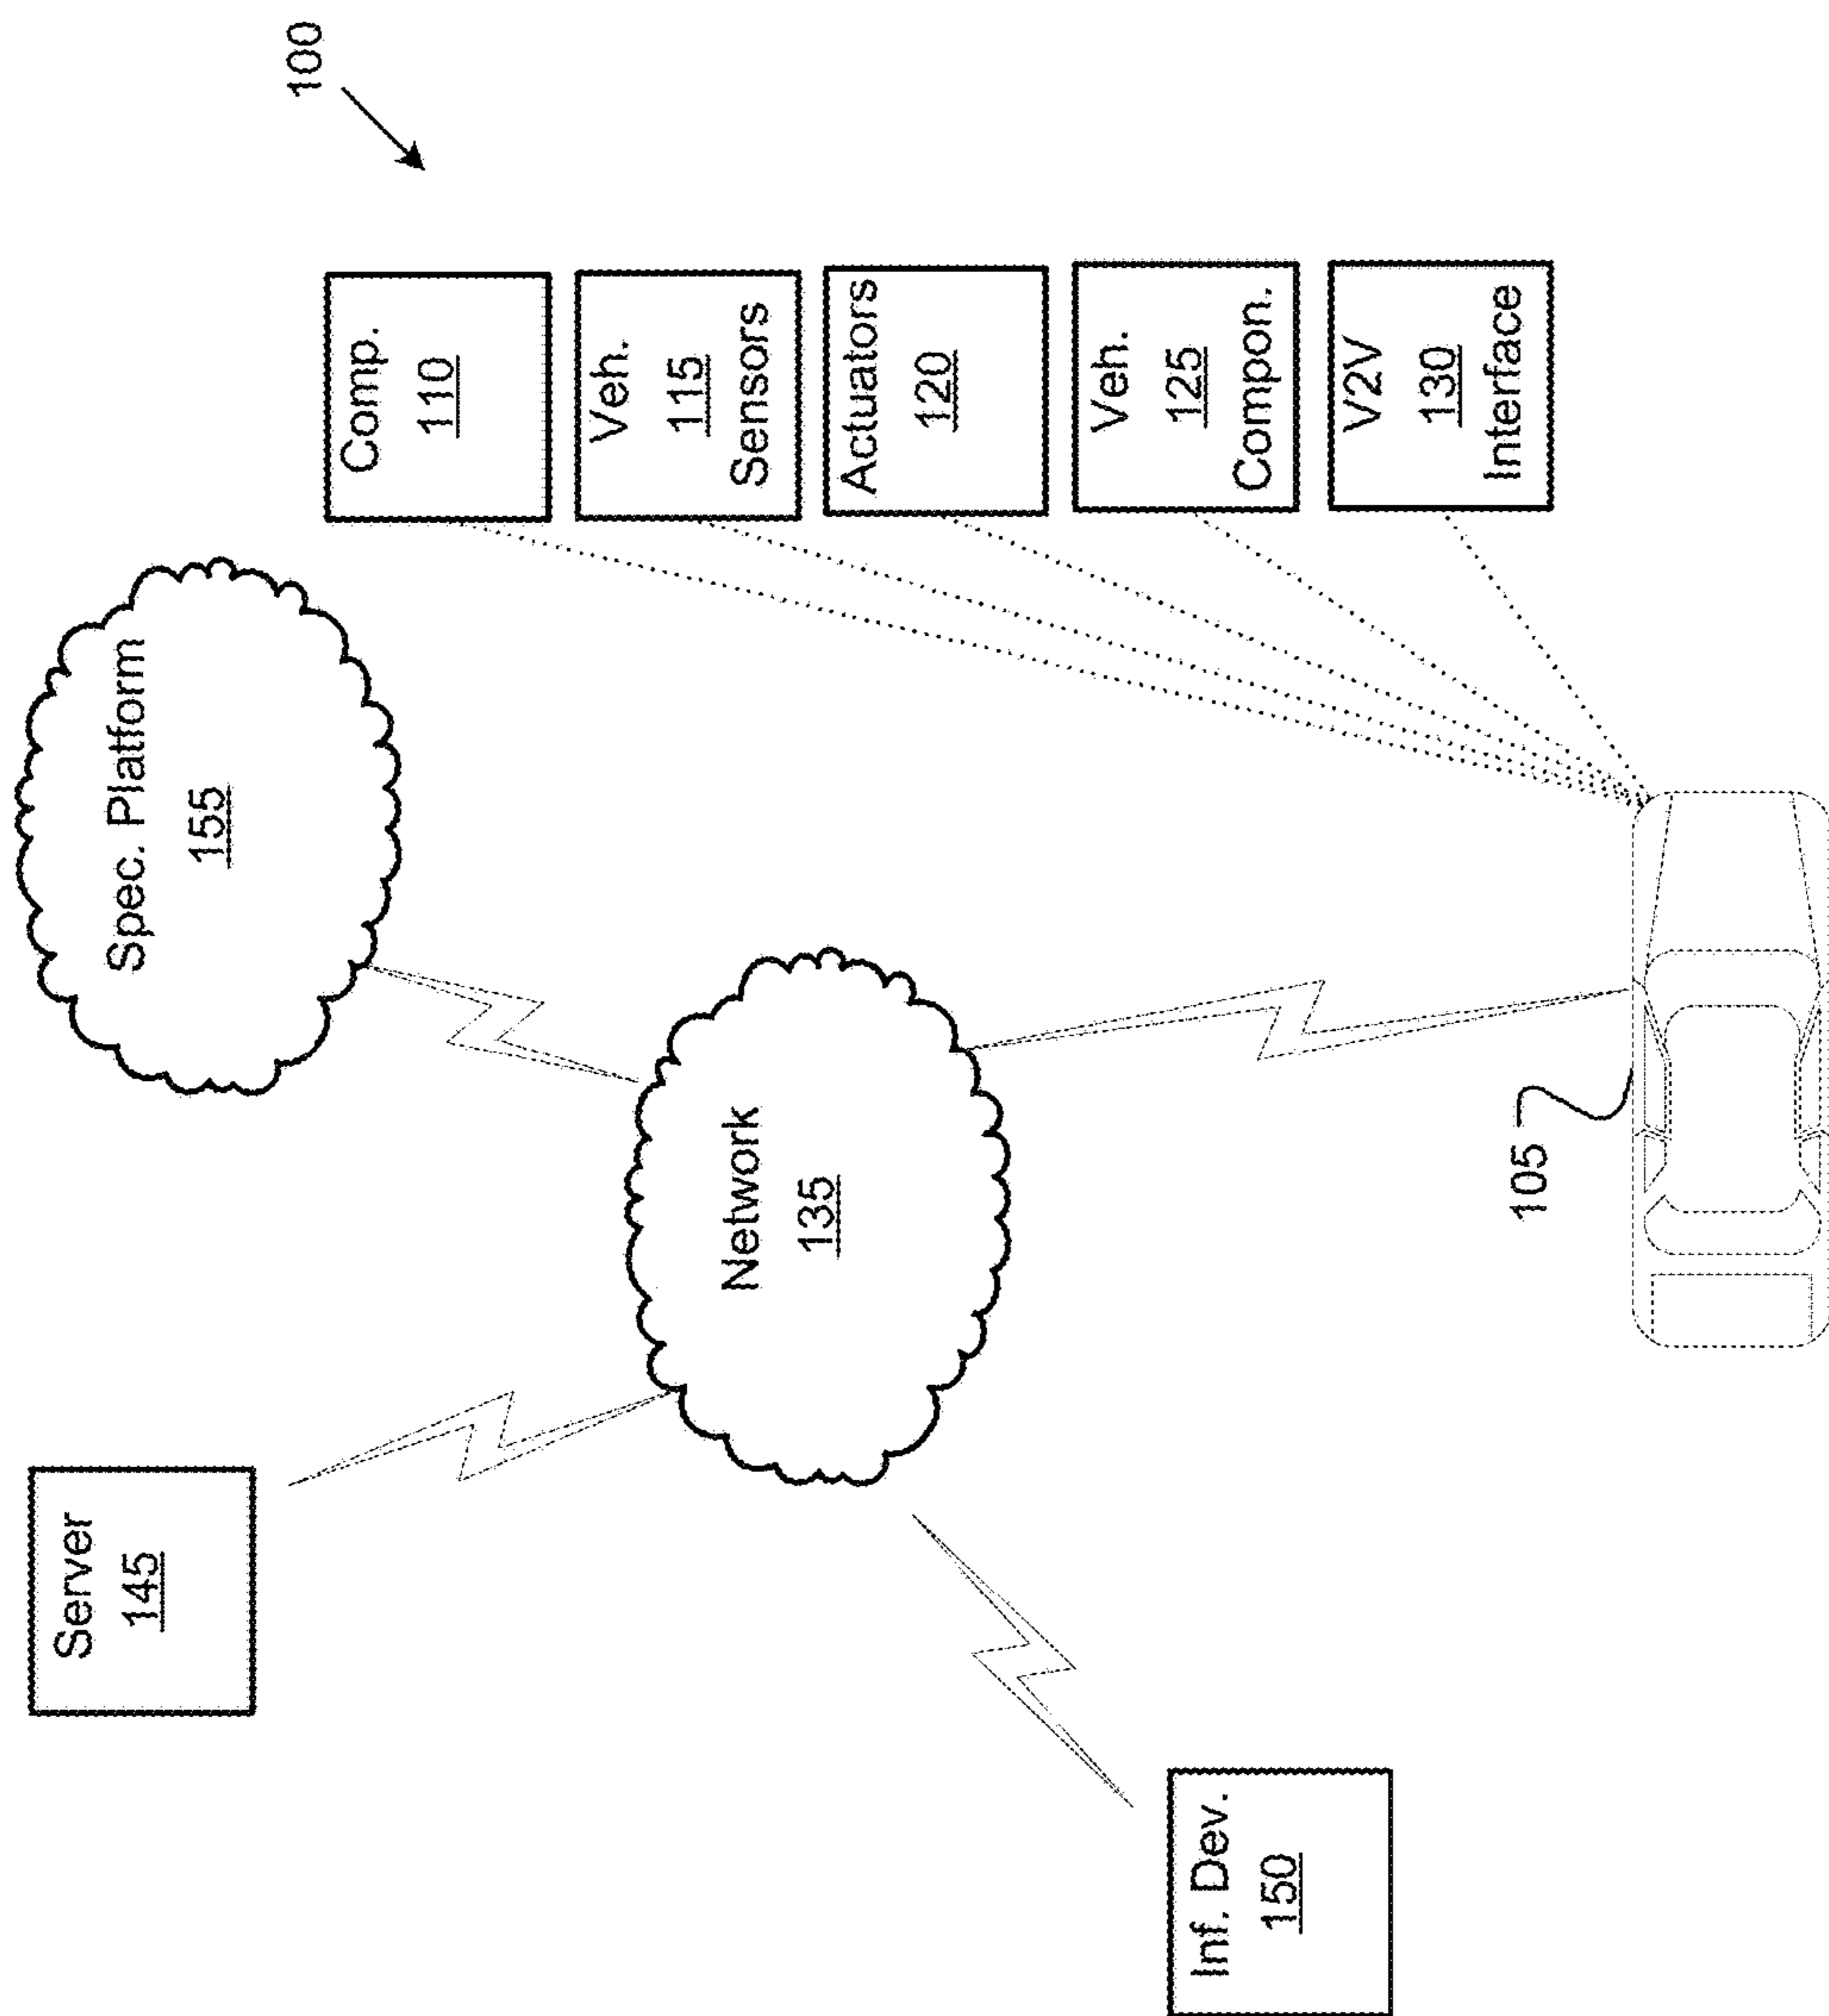 100
Server
145
Spec. Platform
155
Comp.
110
Veh.
115
Sensors
Network
135
Actuators
120
Veh.
125
Compon.
Inf. Dev.
150
V2V
130
Interface
105